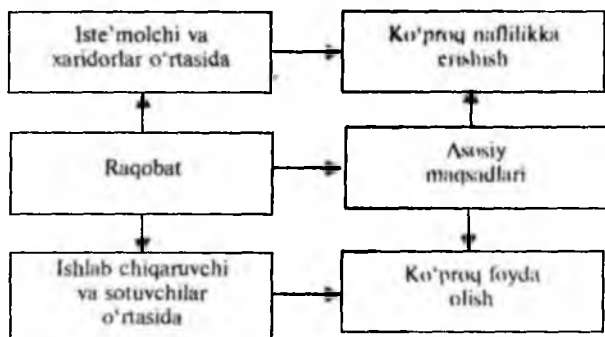 Iste'molchi va
xaridorlar o'rtasida
Ko'proq naflilikka
erishish
Raqobat
Asosiy
maqsadlari
Ishlab chiqaruvchi
va sotuvchilar
o'rtasida
Ko'proq foyda
olish